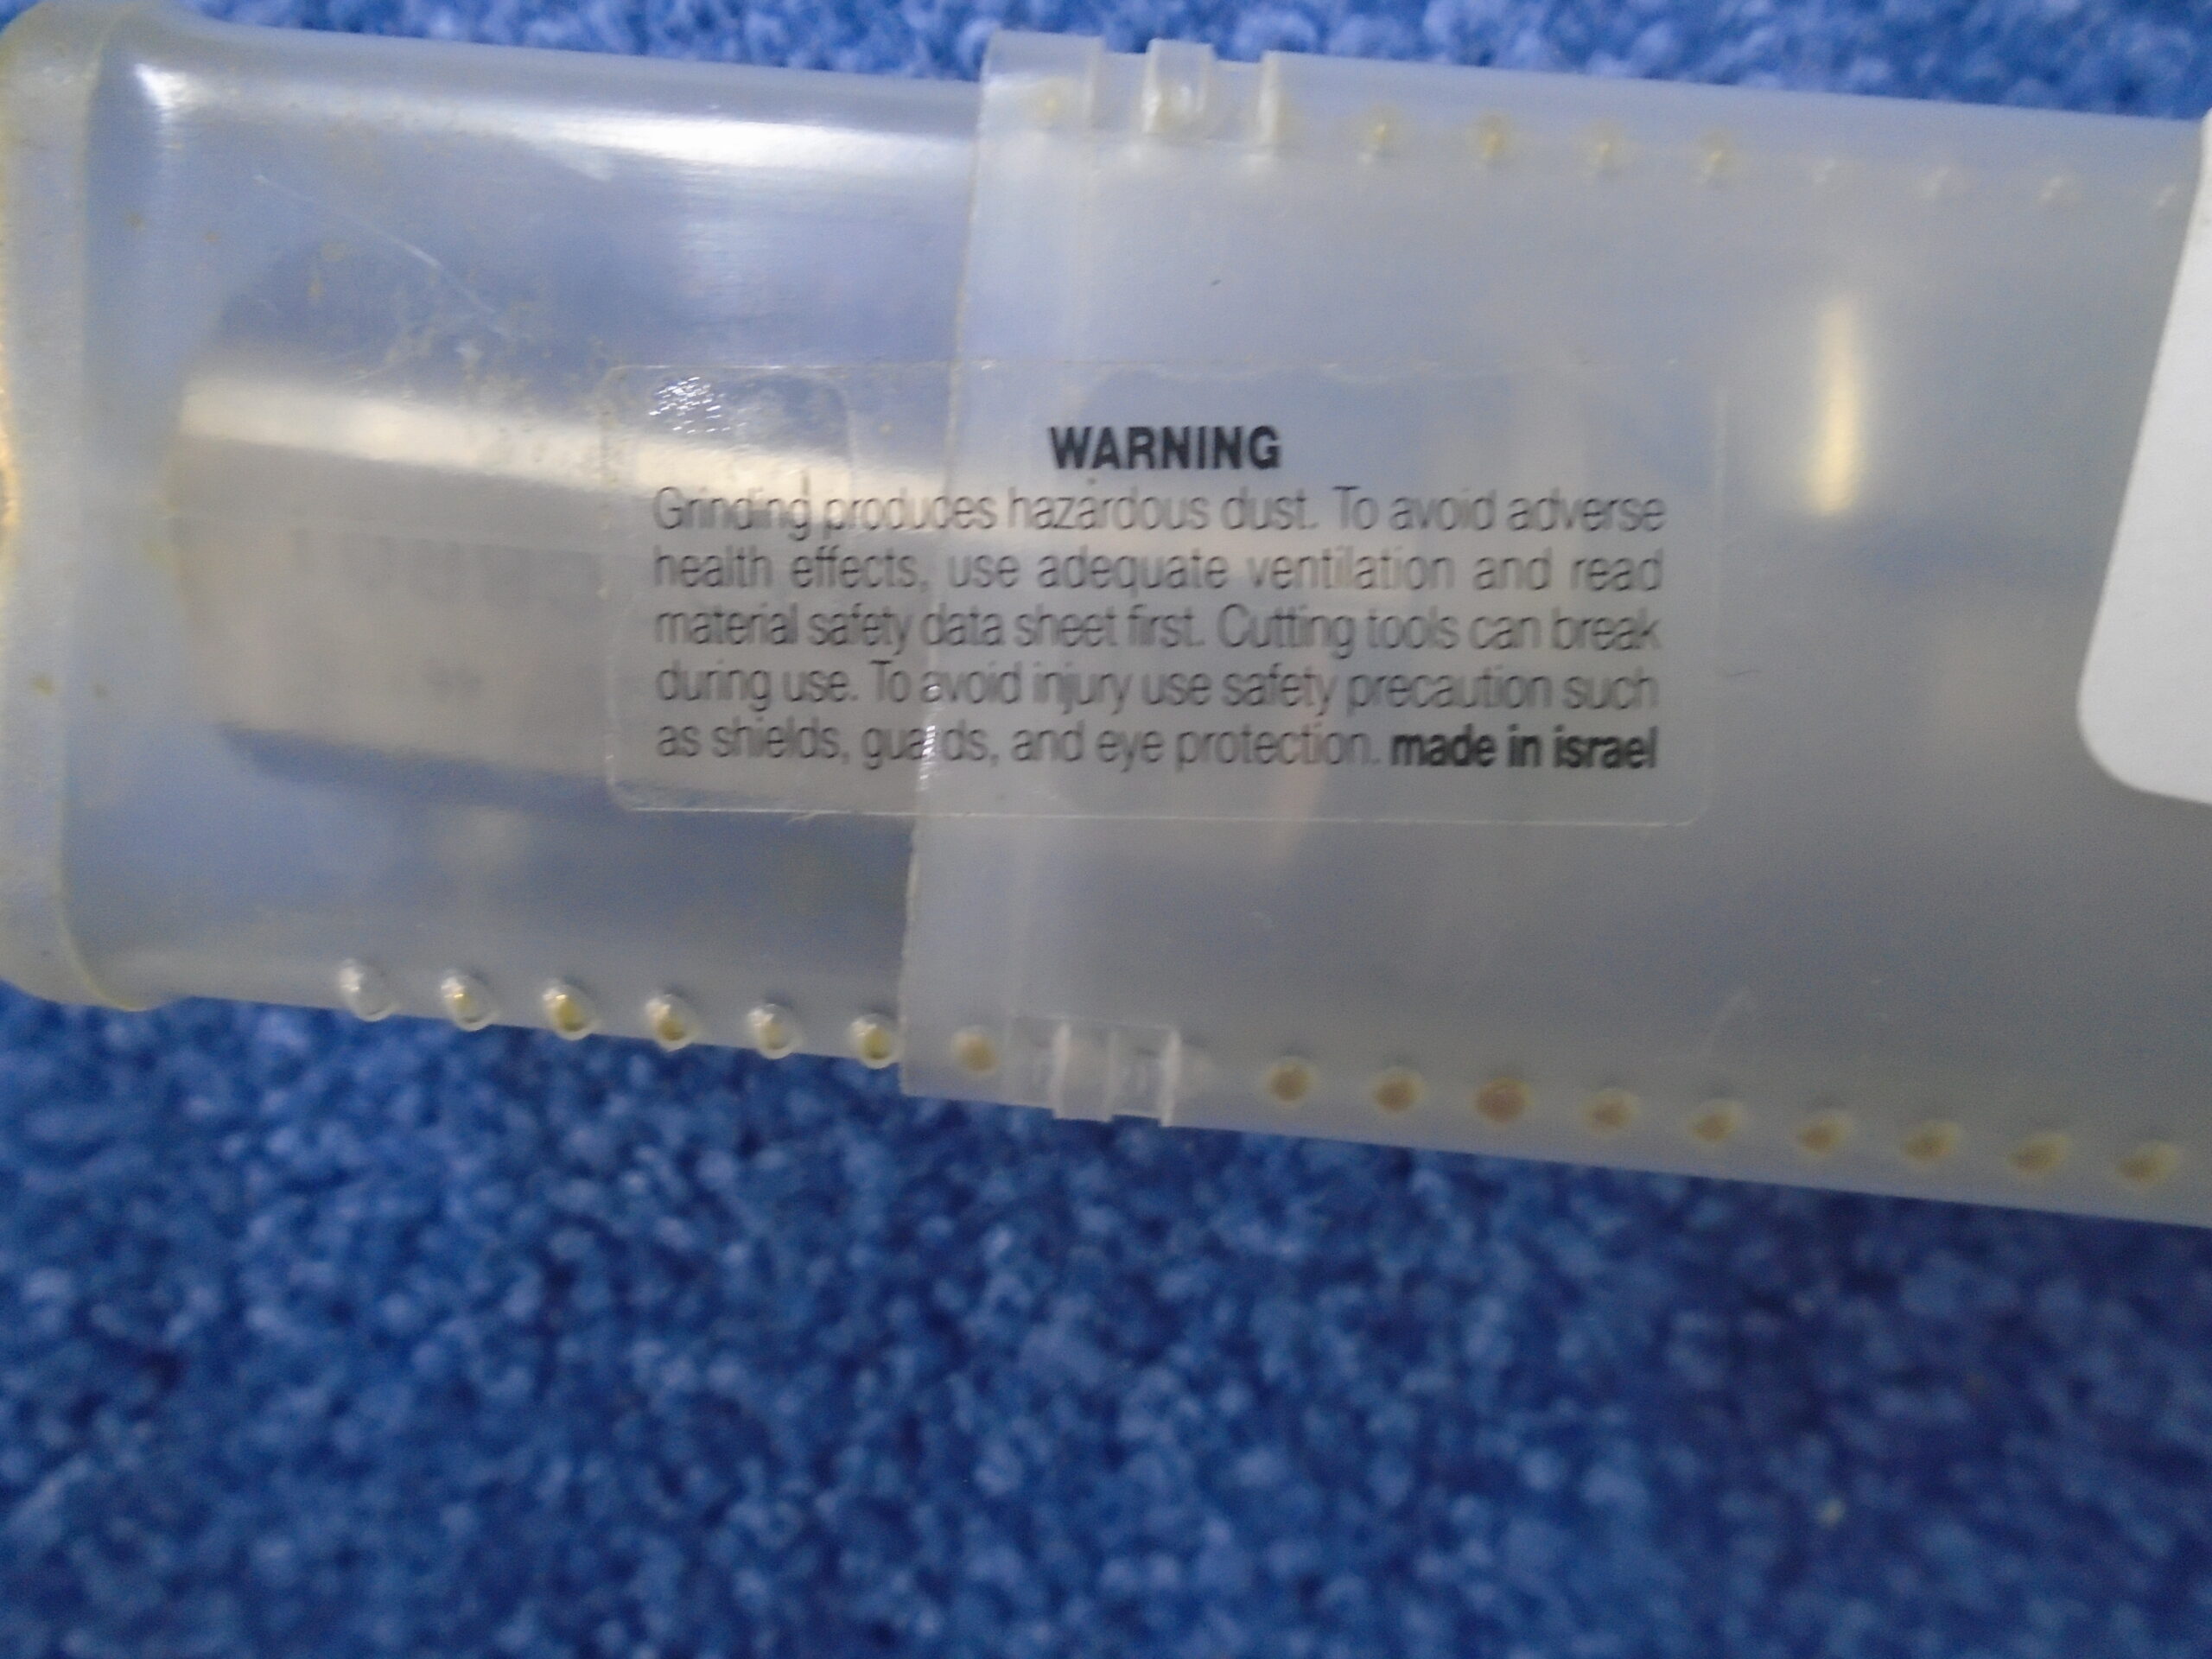 WARNING
Grinding produces hazardous dust. To avoid adverse
health effects, use adequate ventilation and read
material safety data sheet first. Cutting tools can break
during use. To avoid injury use safety precaution such
as shields, guards, and eye protection. made in israel